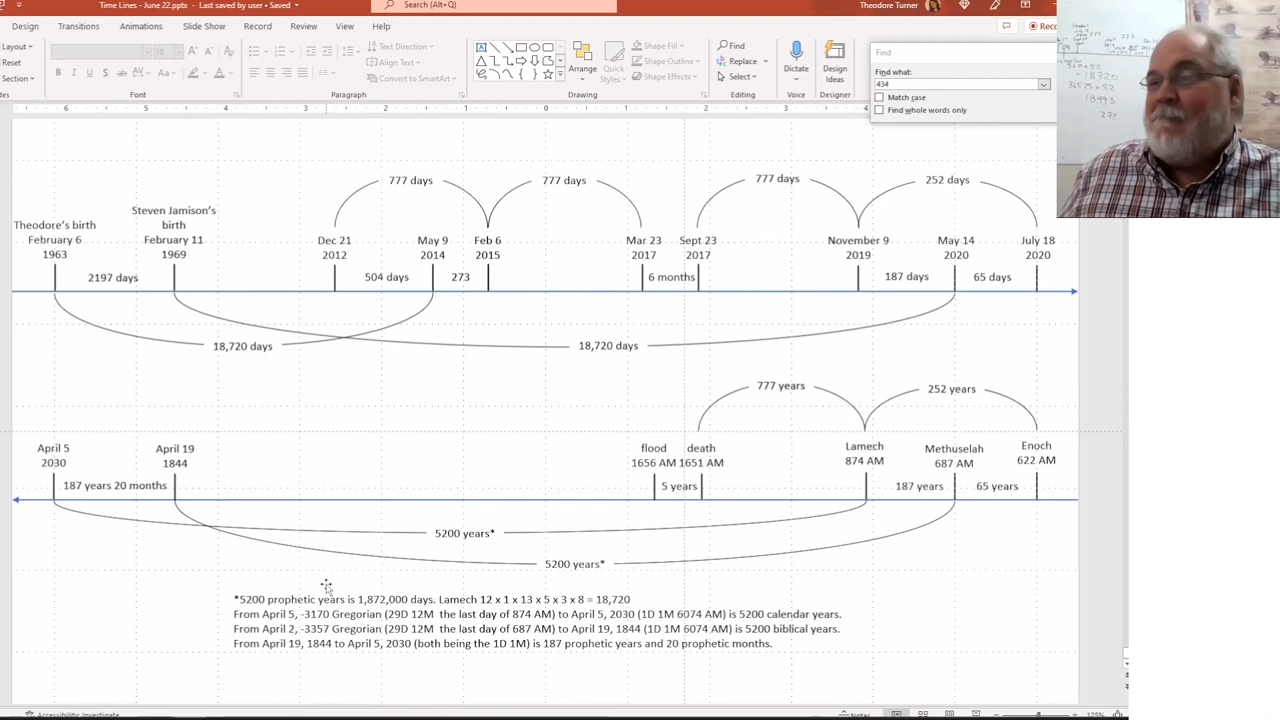 Time Lines - June 22.pptx - Last saved by user • Saved
Search (Alt+Q)
Theodore Turner
Design Transitions Animations Slide Show Record Review View Help
Layout
Reset
Section
Text Direction
Align Text
Convert to SmartArt
Arrange
Quick Styles
Shape Fill
Shape Outline
Shape Effects
Find
Replace
Select
Dictate
Design Ideas
Font
Paragraph
Drawing
Editing
Voice
Designer
Find
Find what:
434
Match case
Find whole words only
18720
18993
777 days
777 days
777 days
252 days
Theodore's birth
February 6
1963
Steven Jamison's
birth
February 11
1969
Dec 21
2012
May 9
2014
Feb 6
2015
Mar 23
2017
Sept 23
2017
November 9
2019
May 14
2020
July 18
2020
2197 days
504 days
273
6 months
187 days
65 days
18,720 days
18,720 days
777 years
252 years
April 5
2030
April 19
1844
flood
1656 AM
death
1651 AM
Lamech
874 AM
Methuselah
687 AM
Enoch
622 AM
187 years 20 months
5 years
187 years
65 years
5200 years*
5200 years*
*5200 prophetic years is 1,872,000 days. Lamech 12 x 1 x 13 x 5 x 3 x 8 = 18,720
From April 5, -3170 Gregorian (29D 12M the last day of 874 AM) to April 5, 2030 (1D 1M 6074 AM) is 5200 calendar years.
From April 2, -3357 Gregorian (29D 12M the last day of 687 AM) to April 19, 1844 (1D 1M 6074 AM) is 5200 biblical years.
From April 19, 1844 to April 5, 2030 (both being the 1D 1M) is 187 prophetic years and 20 prophetic months.
Accessibility: Investigate
Notes
125%